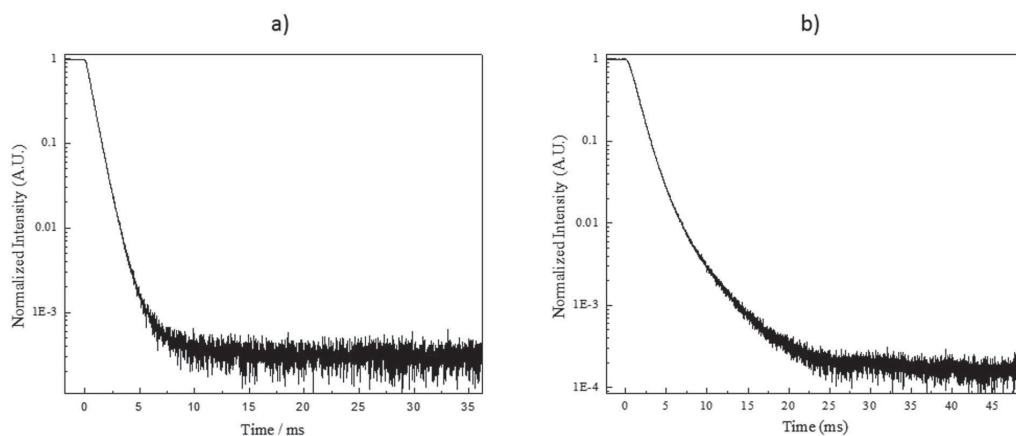 a)
Normalized Intensity (A.U.)
1
0.1
0.01
1E-3
0 5 10 15 20 25 30 35
Time / ms
b)
Normalized Intensity (A.U.)
1
0.1
0.01
1E-3
1E-4
0 5 10 15 20 25 30 35 40 45
Time (ms)